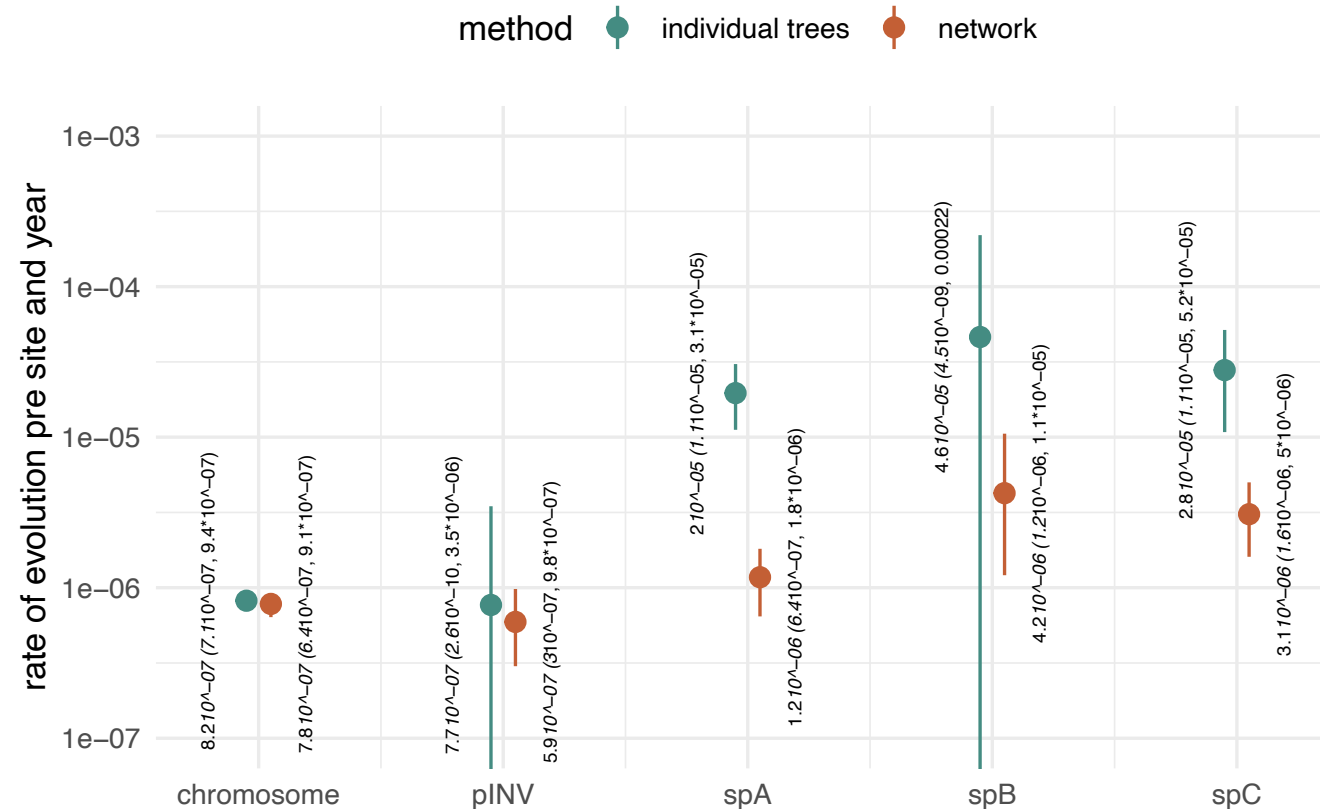 method individual trees network
1e−03
1e−04
1e−05
1e−06
1e−07
rate of evolution pre site and year
8.210^−07 (7.110^−07, 9.4*10^−07)
7.810^−07 (6.410^−07, 9.1*10^−07)
7.710^−07 (2.610^−10, 3.5*10^−06)
5.910^−07 (310^−07, 9.8*10^−07)
210^−05 (1.110^−05, 3.1*10^−05)
1.210^−06 (6.410^−07, 1.8*10^−06)
4.610^−05 (4.510^−09, 0.00022)
4.210^−06 (1.210^−06, 1.1*10^−05)
2.810^−05 (1.110^−05, 5.2*10^−05)
3.110^−06 (1.610^−06, 5*10^−06)
chromosome pINV spA spB spC